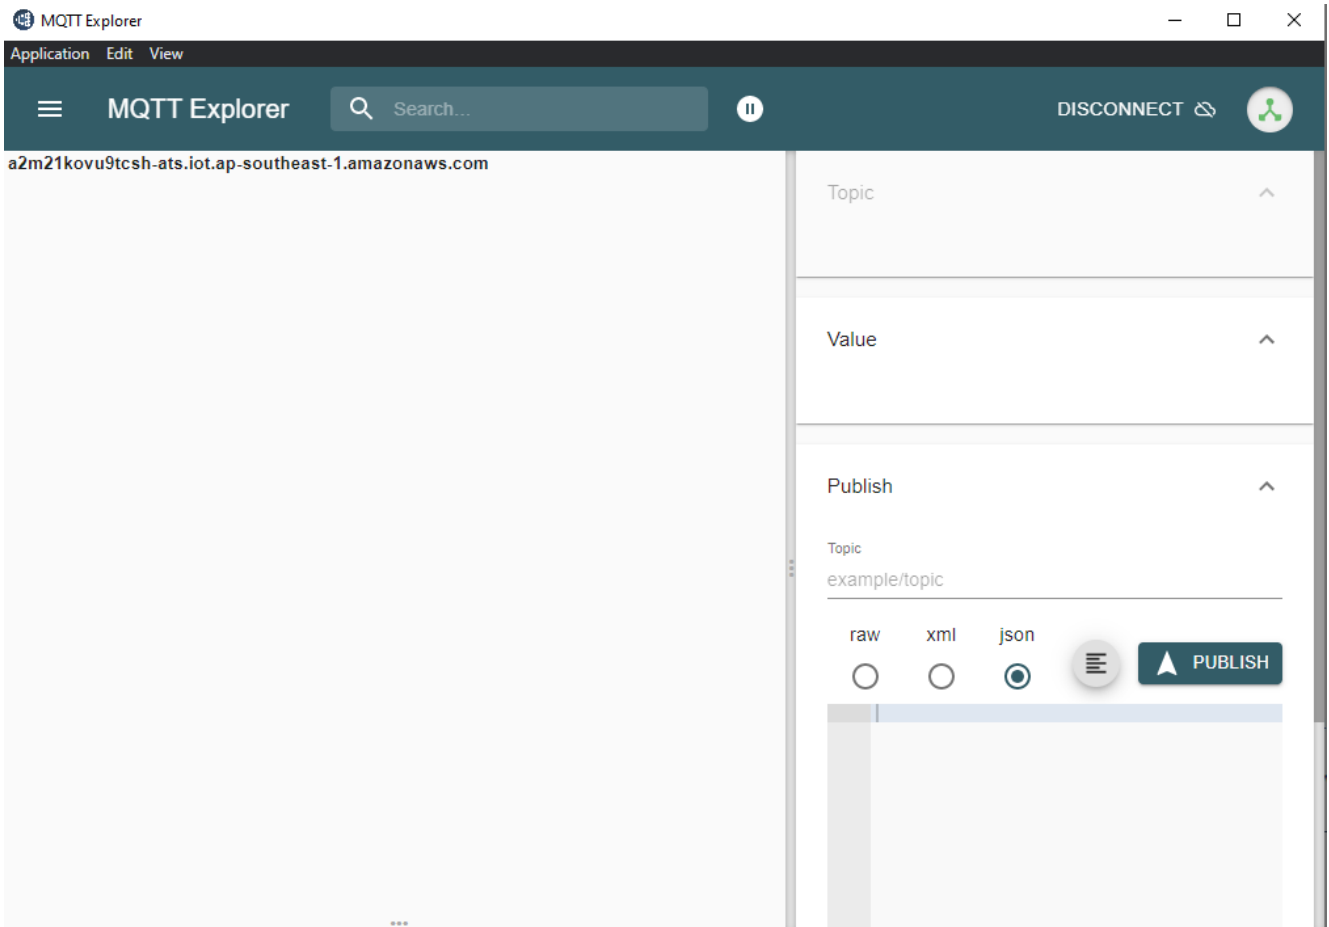 MQTT Explorer
Application Edit View
MQTT Explorer Search... DISCONNECT
a2m21kovu9tcsh-ats.iot.ap-southeast-1.amazonaws.com
Topic
Value
Publish
Topic
example/topic
raw xml json
PUBLISH